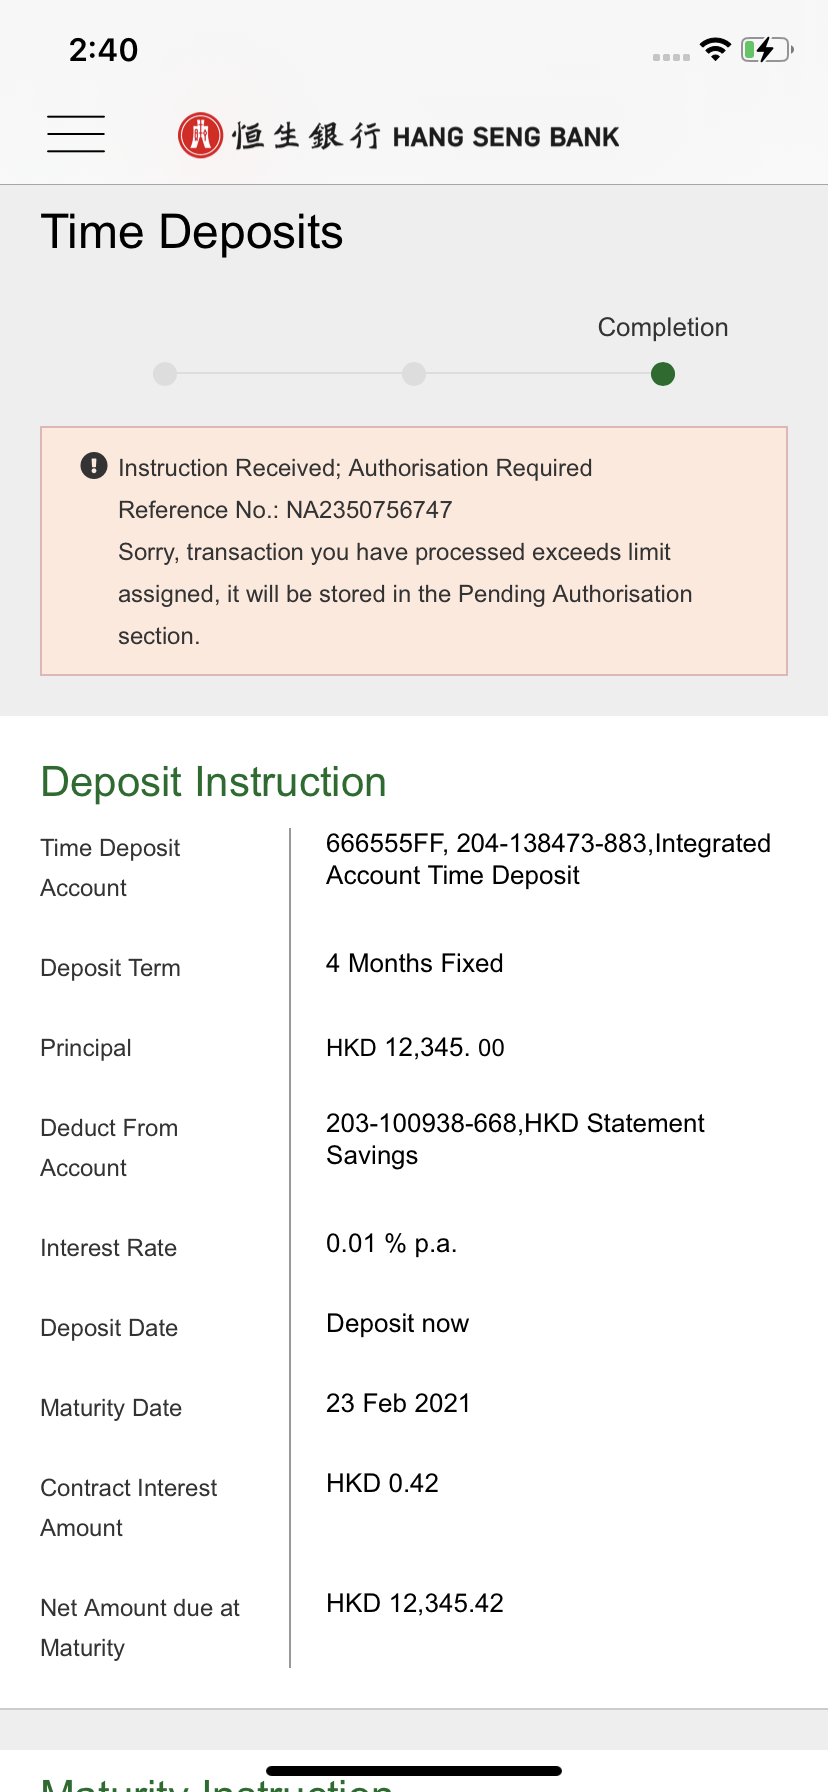 2:40
恒生銀行 HANG SENG BANK
Time Deposits
Completion
Instruction Received; Authorisation Required
Reference No.: NA2350756747
Sorry, transaction you have processed exceeds limit
assigned, it will be stored in the Pending Authorisation
section.
Deposit Instruction
Time Deposit
Account
666555FF, 204-138473-883,Integrated
Account Time Deposit
Deposit Term
4 Months Fixed
Principal
HKD 12,345. 00
Deduct From
Account
203-100938-668,HKD Statement
Savings
Interest Rate
0.01 % p.a.
Deposit Date
Deposit now
Maturity Date
23 Feb 2021
Contract Interest
Amount
HKD 0.42
Net Amount due at
Maturity
HKD 12,345.42
Maturity Instruction